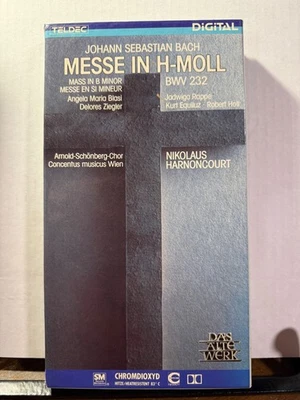 TELDEC
DIGITAL
JOHANN SEBASTIAN BACH
MESSE IN H-MOLL
MASS IN B MINOR
MESSE EN SI MINEUR
BWV 232
Angela Maria Blasi
Delores Ziegler
Jadwiga Rappe
Kurt Equiluz · Robert Holl
Arnold-Schönberg-Chor
Concentus musicus Wien
NIKOLAUS
HARNONCOURT
DAS
ALTE
WERK
SM
CHROMDIOXYD